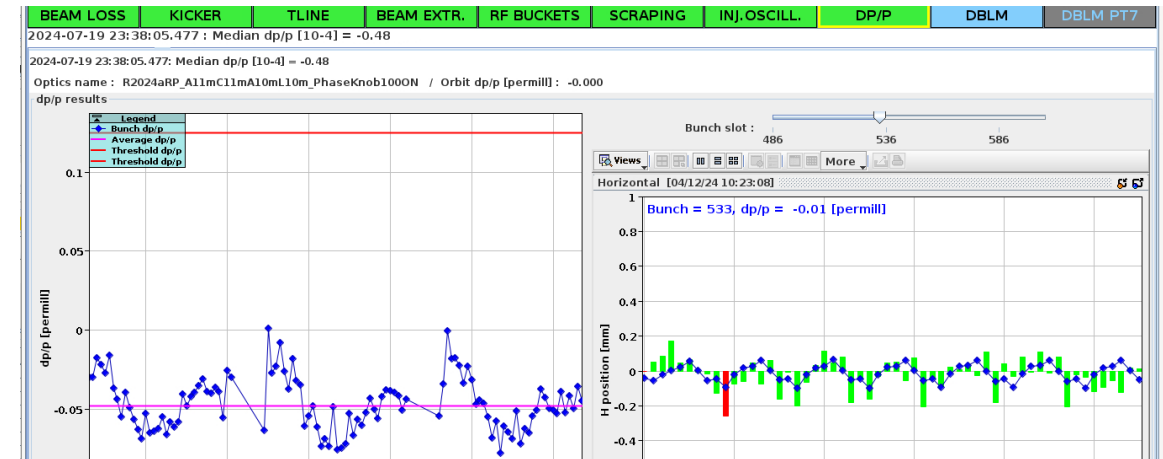 BEAM LOSS KICKER TLINE BEAM EXTR. RF BUCKETS SCRAPING INJ.OSCILL. DP/P DBLM DBLM PT7
2024-07-19 23:38:05.477 : Median dp/p [10-4] = -0.48
2024-07-19 23:38:05.477: Median dp/p [10-4] = -0.48
Optics name : R2024aRP_A11mC11mA10mL10m_PhaseKnob100ON / Orbit dp/p [permill] : -0.000
dp/p results
Legend
Bunch dp/p
Average dp/p
Threshold dp/p
Threshold dp/p
0.1
0.05
0
-0.05
dp/p [permill]
Bunch slot :
486 536 586
Views More
Horizontal [04/12/24 10:23:08]
Bunch = 533, dp/p = -0.01 [permill]
1
0.8
0.6
0.4
0.2
0
-0.2
-0.4
H position [mm]